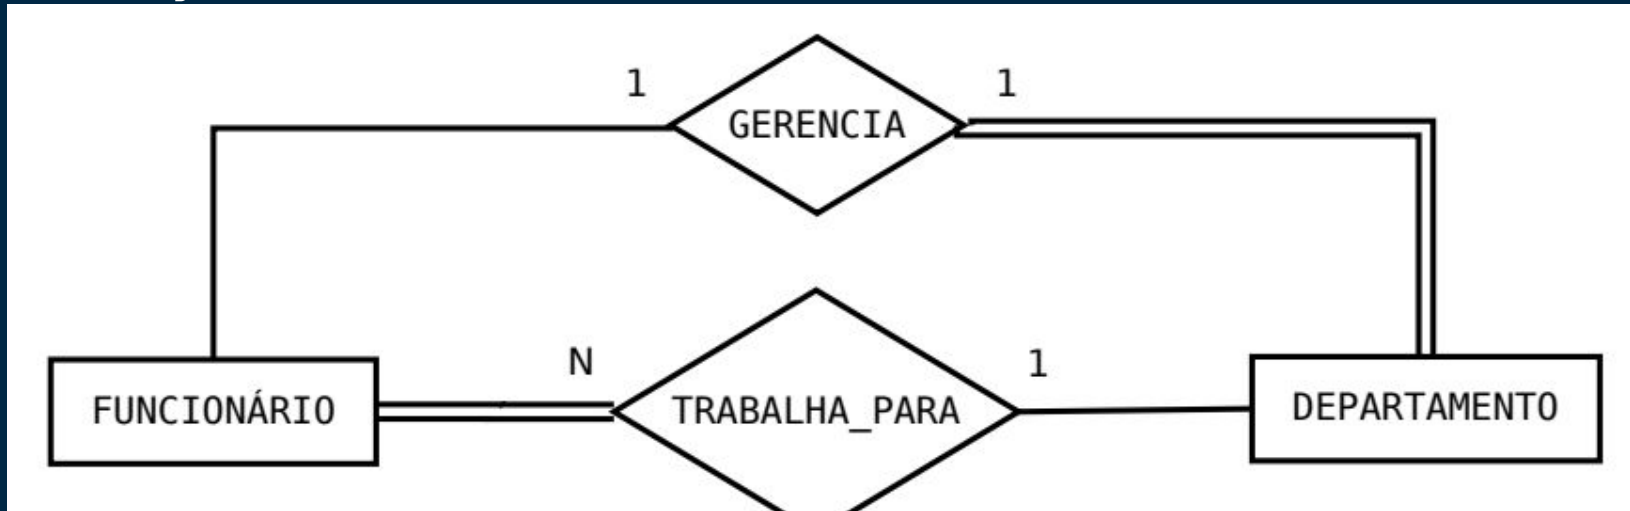 1
1
GERENCIA
N
1
FUNCIONÁRIO
TRABALHA_PARA
DEPARTAMENTO